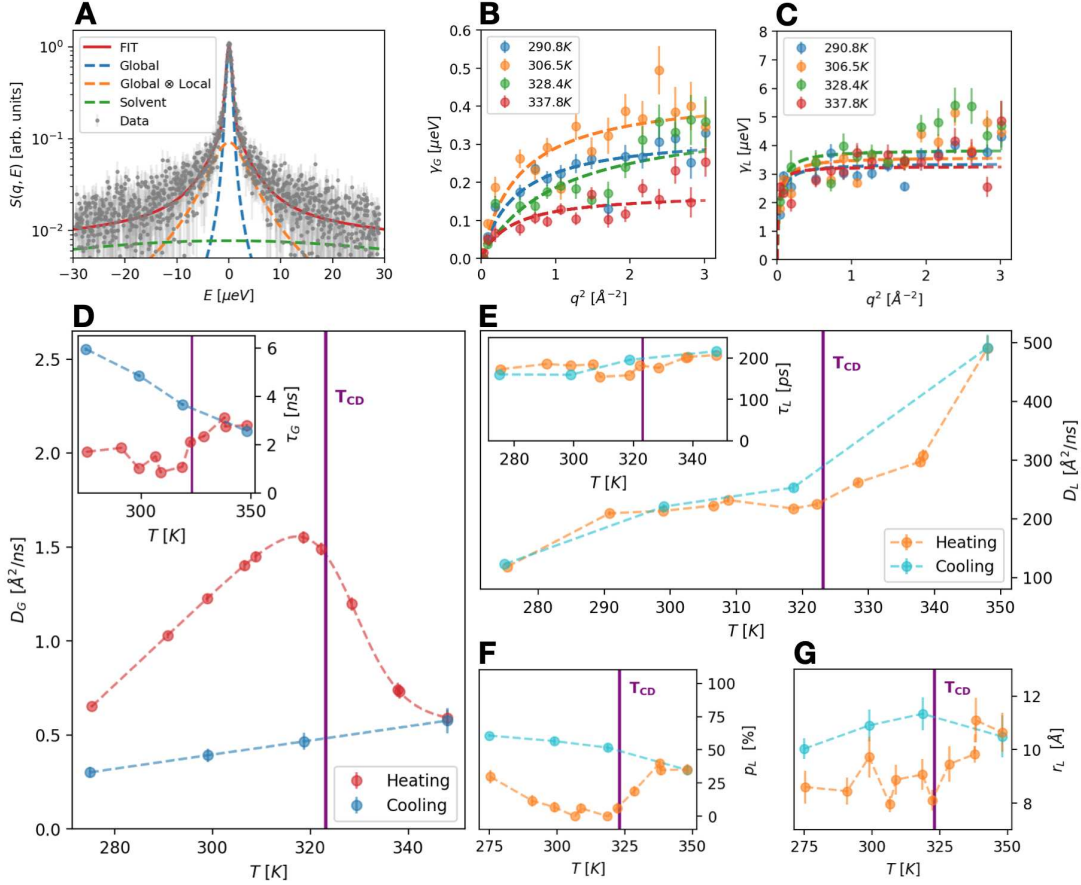 A
S(q, E) [arb. units]
10⁰
10⁻¹
10⁻²
FIT
Global
Global ⊗ Local
Solvent
Data
−30 −20 −10 0 10 20 30
E [μeV]
B
γG [μeV]
0.6
0.5
0.4
0.3
0.2
0.1
0.0
290.8K
306.5K
328.4K
337.8K
0 1 2 3
q² [Å⁻²]
C
γL [μeV]
8
7
6
5
4
3
2
1
0
290.8K
306.5K
328.4K
337.8K
0 1 2 3
q² [Å⁻²]
D
DG [Å²/ns]
2.5
2.0
1.5
1.0
0.5
0.0
6
4
2
0
τG [ns]
300 350
T [K]
TCD
Heating
Cooling
280 300 320 340
T [K]
E
200
100
0
τL [ps]
280 300 320 340
T [K]
TCD
500
400
300
200
100
DL [Å²/ns]
Heating
Cooling
280 290 300 310 320 330 340 350
T [K]
F
TCD
100
75
50
25
0
pL [%]
275 300 325 350
T [K]
G
TCD
12
10
8
rL [Å]
275 300 325 350
T [K]